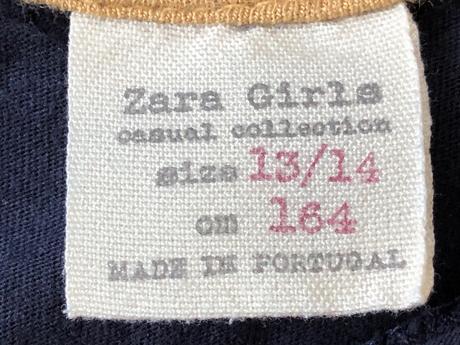 Zara Girls
casual collection
size 13/14
cm 164
MADE IN PORTUGAL